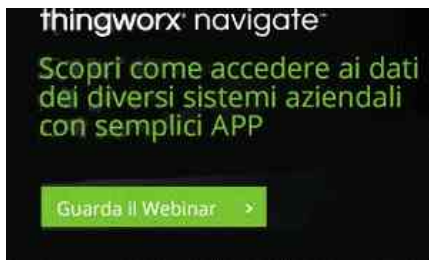 thingworx navigate
Scopri come accedere ai dati
dei diversi sistemi aziendali
con semplici APP
Guarda il Webinar >